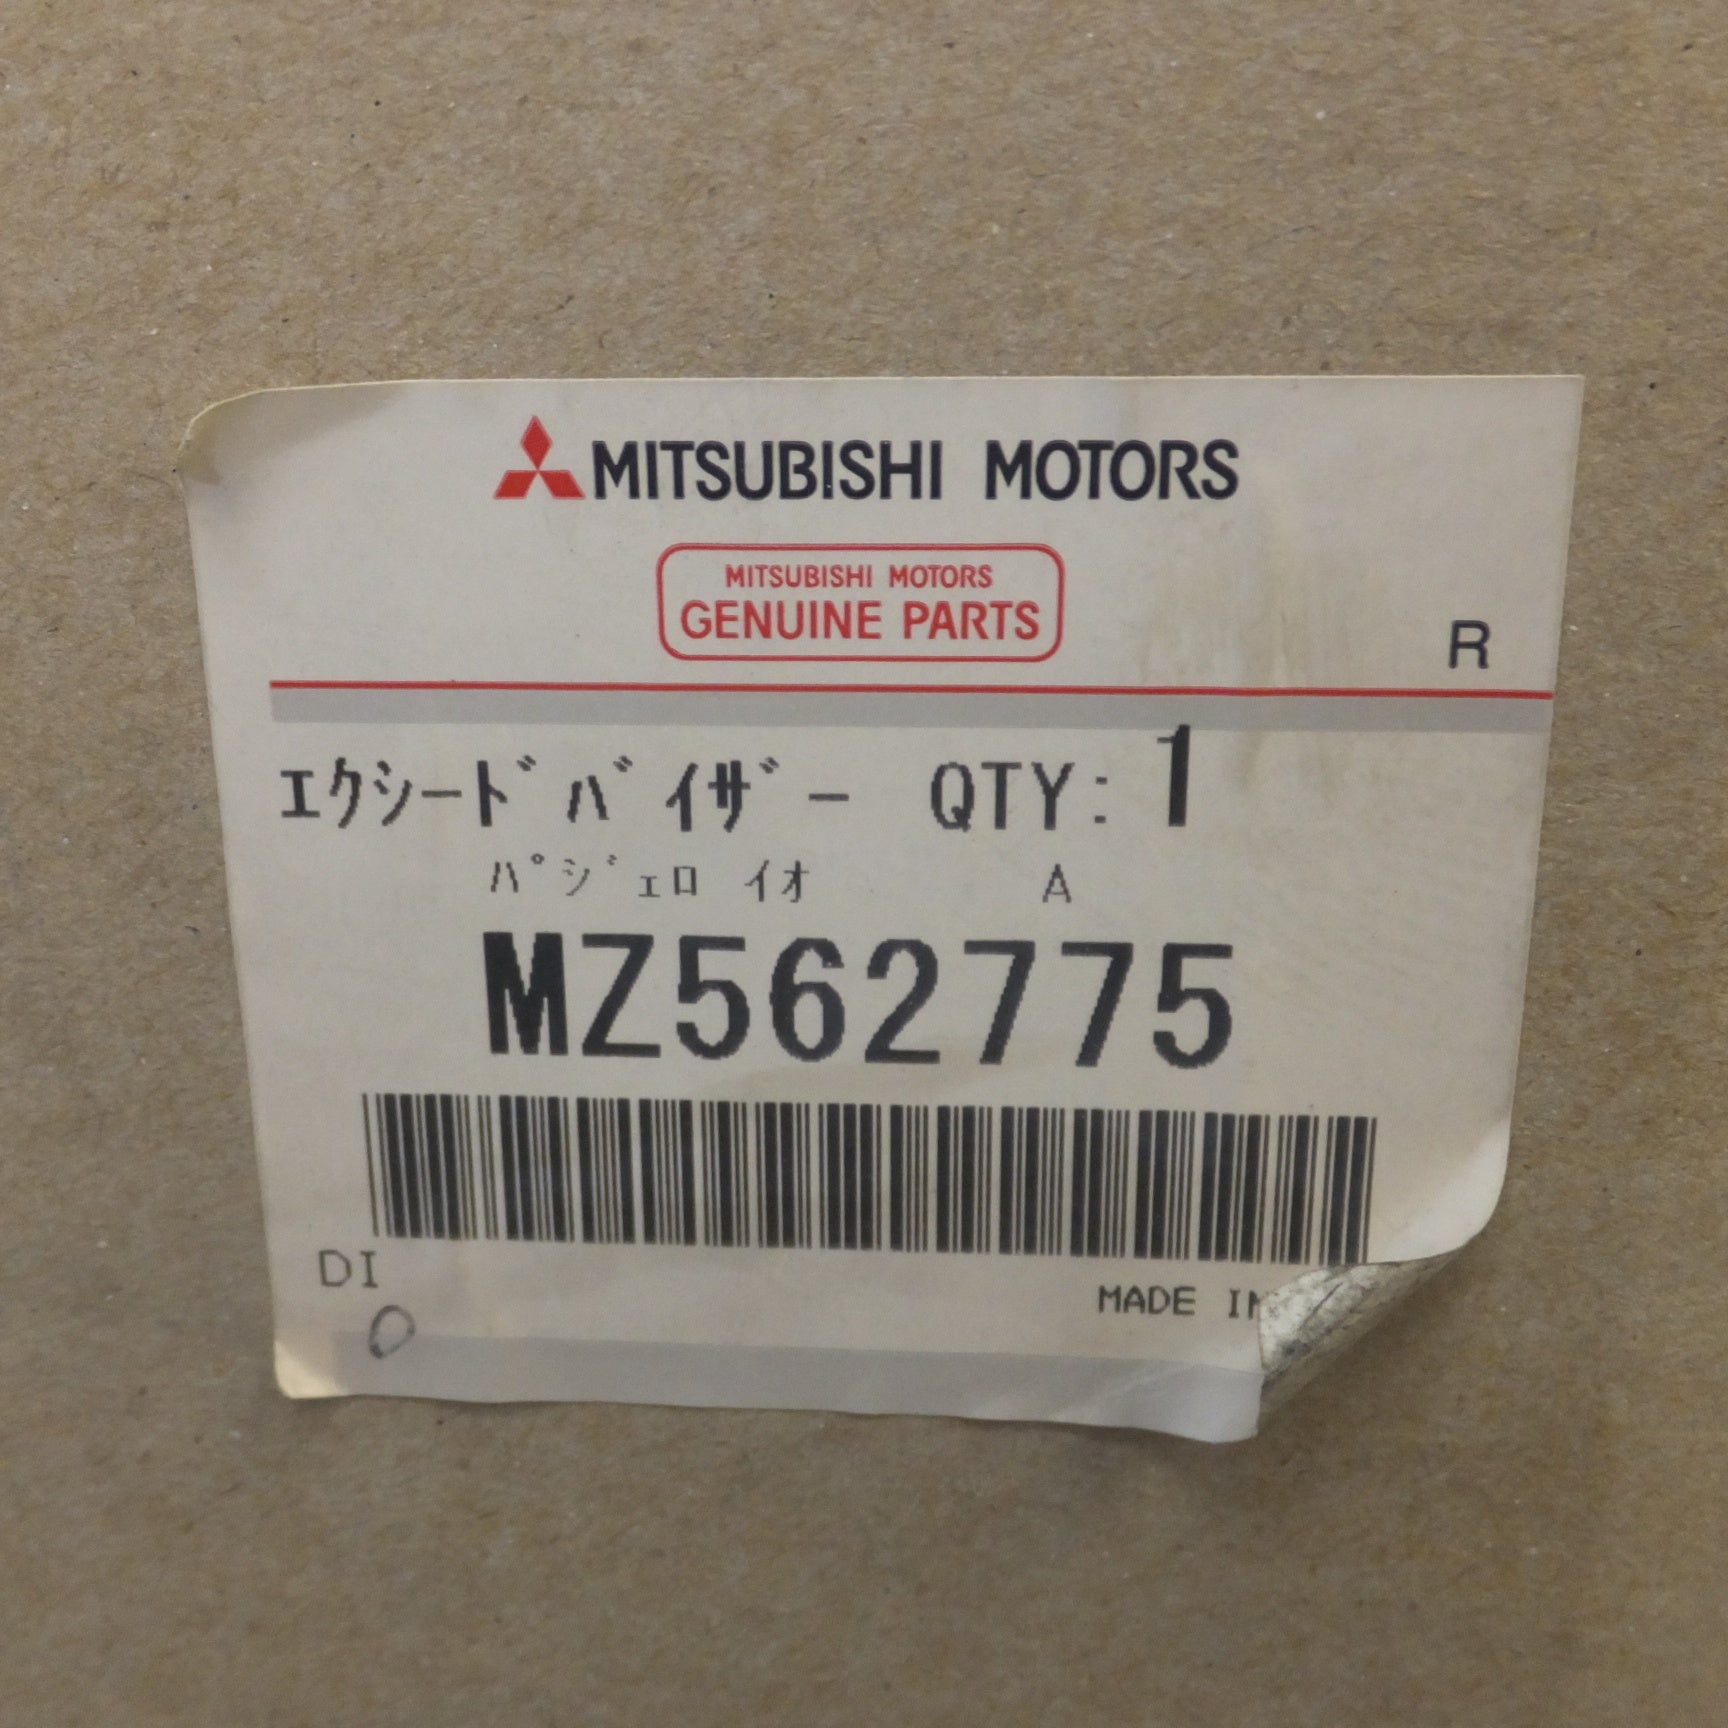 MITSUBISHI MOTORS
MITSUBISHI MOTORS
GENUINE PARTS
R
ｴｸｼｰﾄﾞﾊﾞｲｻﾞｰ QTY: 1
ﾊﾟｼﾞｪﾛ ｲｵ A
MZ562775
DI
MADE IN
O